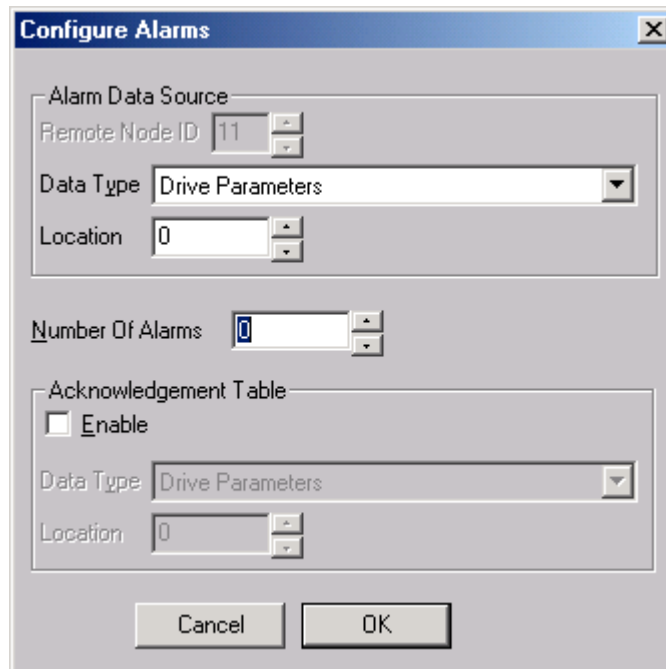 Configure Alarms
Alarm Data Source
Remote Node ID 11
Data Type Drive Parameters
Location 0
Number Of Alarms 0
Acknowledgement Table
Enable
Data Type Drive Parameters
Location 0
Cancel OK